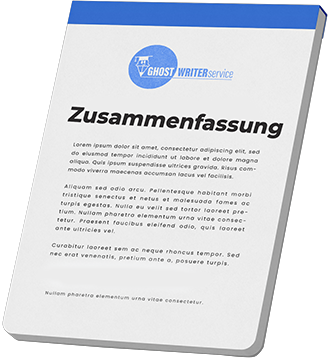 GHOST WRITERservice
Zusammenfassung
Lorem ipsum dolor sit amet, consectetur adipiscing elit, sed
do eiusmod tempor incididunt ut labore et dolore magna
aliqua. Quis ipsum suspendisse ultrices gravida. Risus com-
modo viverra maecenas accumsan lacus vel facilisis.
Aliquam sed odio arcu. Pellentesque habitant morbi
tristique senectus et netus et malesuada fames ac
turpis egestas. Nulla eu velit sed tortor laoreet pre-
tium. Nullam pharetra elementum urna vitae consec-
tetur. Praesent faucibus eleifend odio, quis laoreet
ante ultricies vel.
Curabitur laoreet sem ac neque rhoncus tempor. Sed
nec erat venenatis, pretium ante a, posuere turpis.
Nullam pharetra elementum urna vitae consectetur.